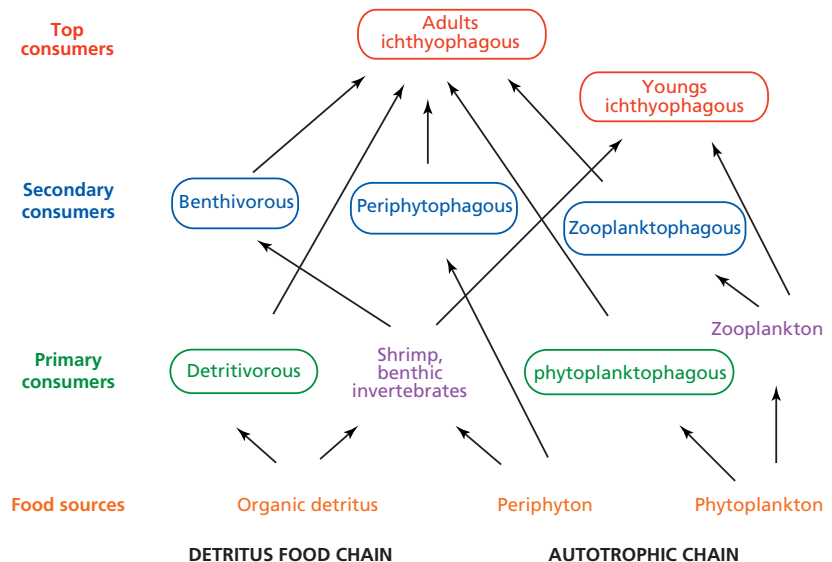 Top
consumers
Adults
ichthyophagous
Youngs
ichthyophagous
Secondary
consumers
Benthivorous
Periphytophagous
Zooplanktophagous
Zooplankton
Primary
consumers
Detritivorous
Shrimp,
benthic
invertebrates
phytoplanktophagous
Food sources
Organic detritus
Periphyton
Phytoplankton
DETRITUS FOOD CHAIN
AUTOTROPHIC CHAIN